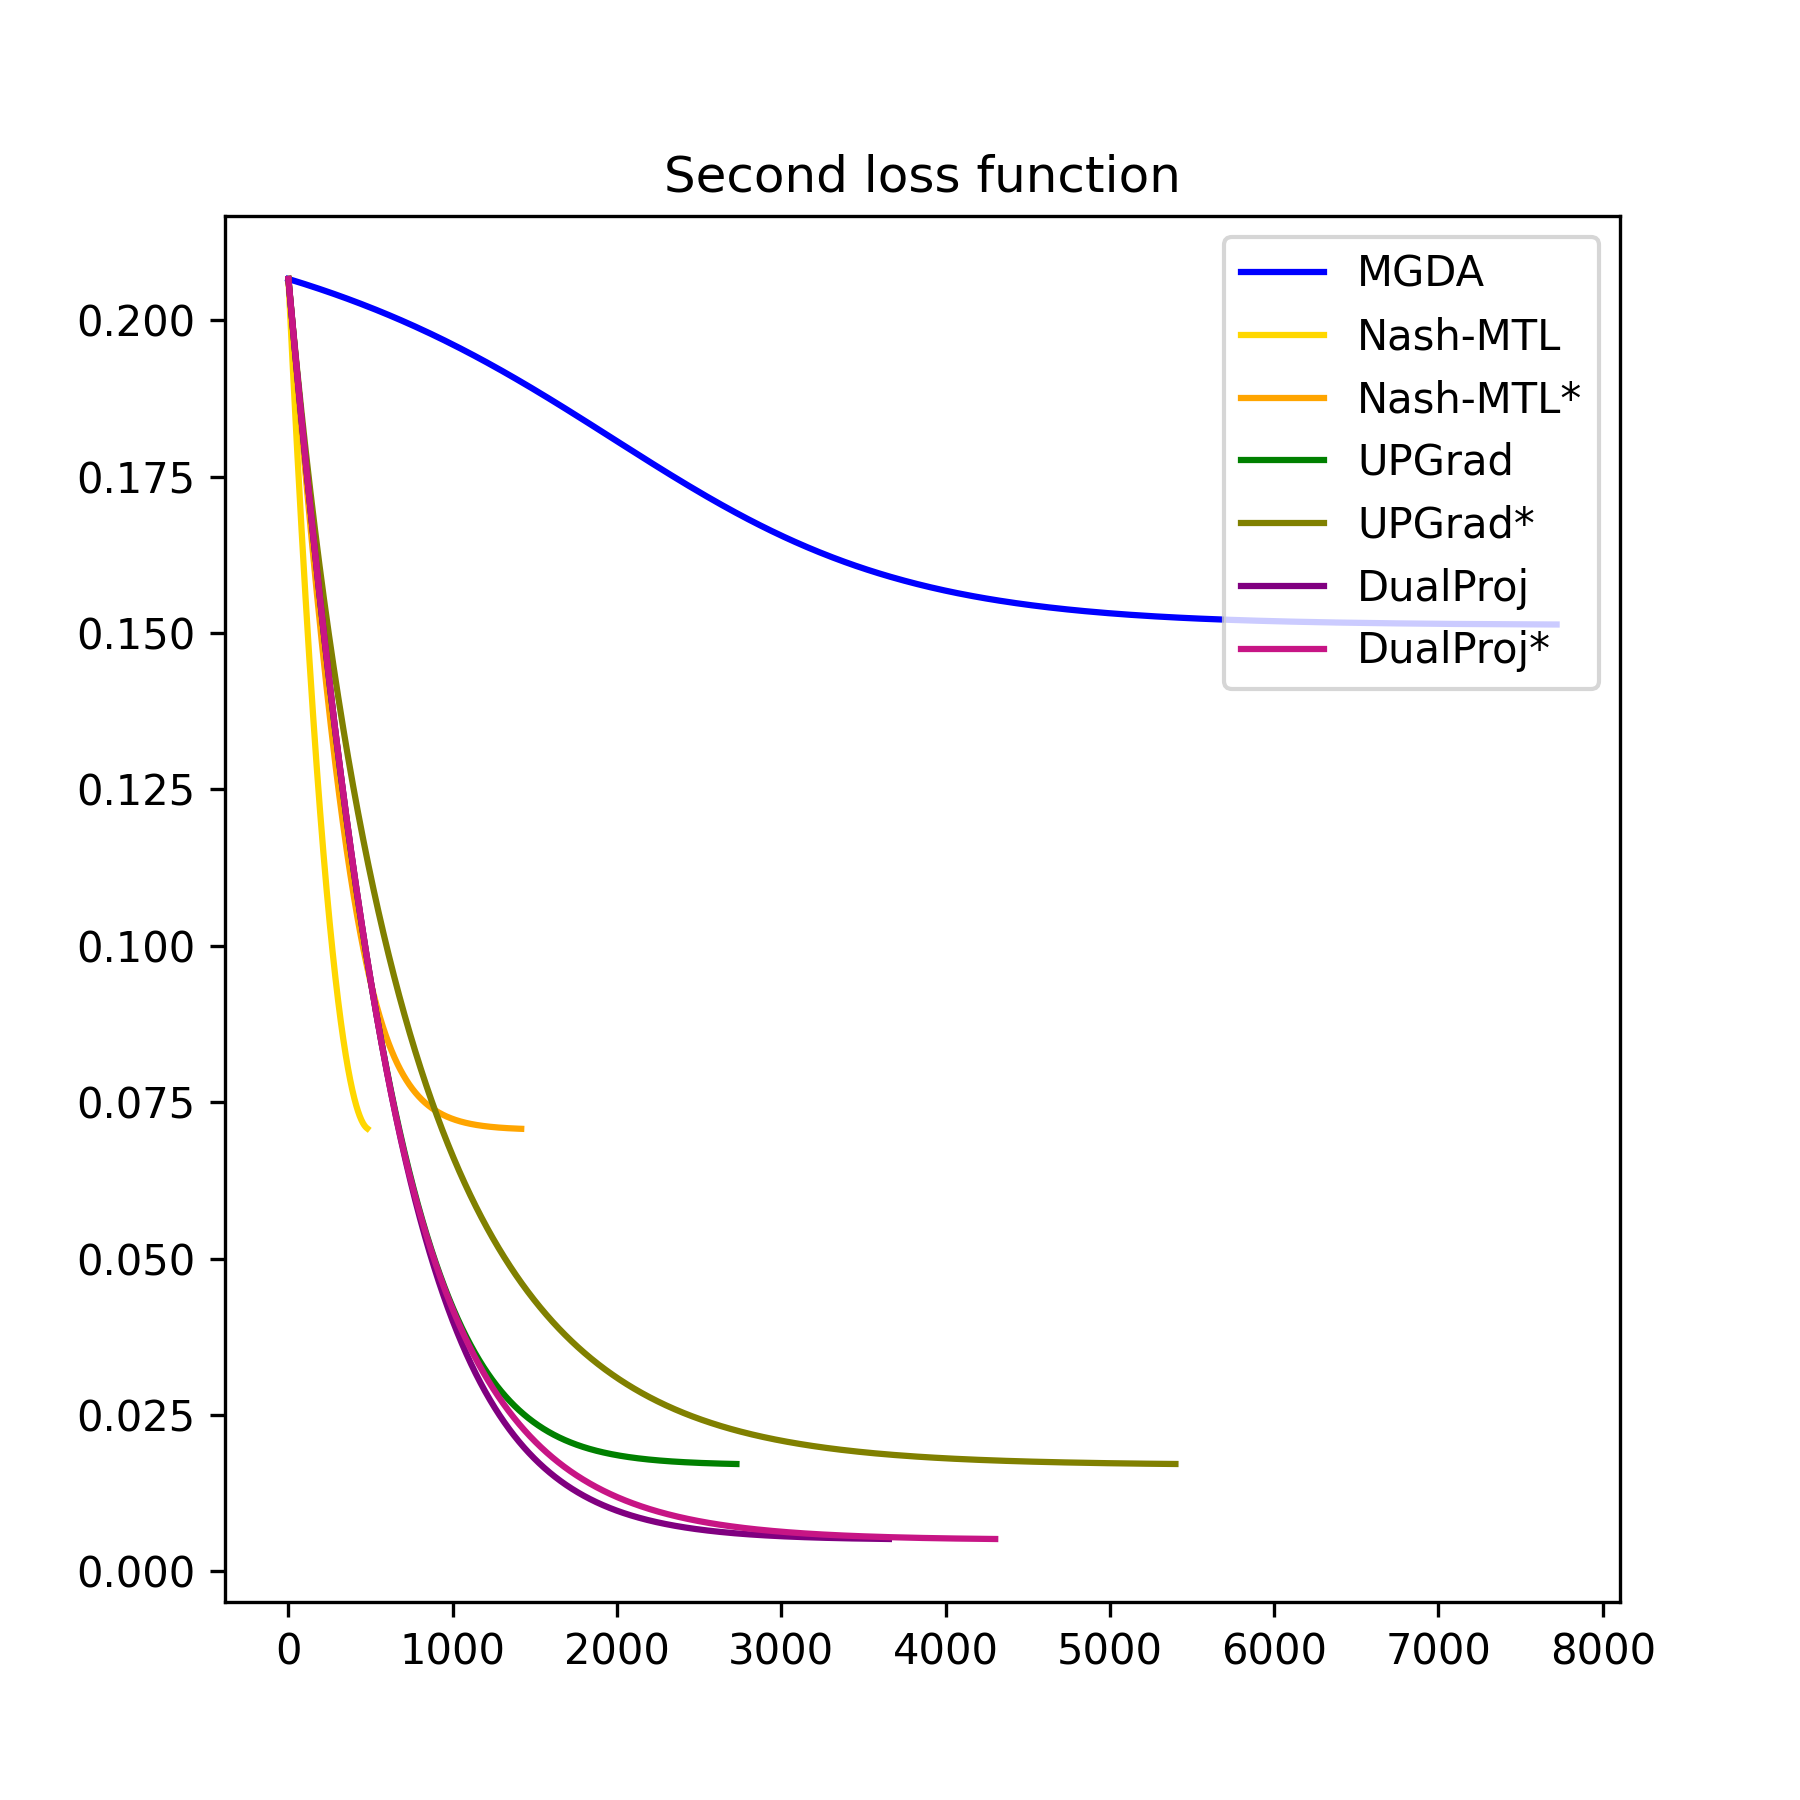 Second loss function
0.200
0.175
0.150
0.125
0.100
0.075
0.050
0.025
0.000
MGDA
Nash-MTL
Nash-MTL*
UPGrad
UPGrad*
DualProj
DualProj*
0 1000 2000 3000 4000 5000 6000 7000 8000